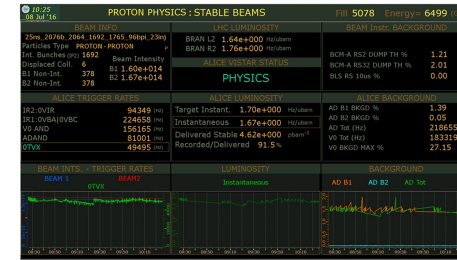 10:25
08 Jul '16
PROTON PHYSICS : STABLE BEAMS
Fill 5078 Energy= 6499
BEAM INFO
25ns_2076b_2064_1692_1765_96bpi_23inj
Particles Type PROTON - PROTON
Int. Bunches (IP2) 1692
Displaced Coll. 6
B1 Non-Int. 378
B2 Non-Int. 378
Beam Intensity
B1 1.60e+014
B2 1.67e+014
LHC LUMINOSITY
BRAN L2 1.64e+000 Hz/ubarn
BRAN R2 1.76e+000 Hz/ubarn
ALICE VISTAR STATUS
PHYSICS
BEAM Instr. BACKGROUND
BCM-A RS2 DUMP TH % 1.21
BCM-A RS32 DUMP TH % 2.01
BLS RS 10us % 0.00
ALICE TRIGGER RATES
IR2:0VIR 94349 (Hz)
IR1:0VBA|0VBC 224658 (Hz)
V0 AND 156165 (Hz)
ADAND 81001 (Hz)
0TVX 49495 (Hz)
ALICE LUMINOSITY
Target Instant. 1.70e+000 Hz/ubarn
Instantaneous 1.67e+000 Hz/ubarn
Delivered Stable 4.62e+000 pbarn⁻¹
Recorded/Delivered 91.5 %
ALICE BACKGROUND
AD B1 BKGD % 1.39
AD B2 BKGD % 0.05
AD Tot (Hz) 218655
V0 Tot (Hz) 183319
V0 BKGD MAX % 27.15
BEAM INTS. - TRIGGER RATES
BEAM 1 BEAM2
0TVX
LUMINOSITY
Instantaneous
BACKGROUND
AD B1 AD B2 AD Tot